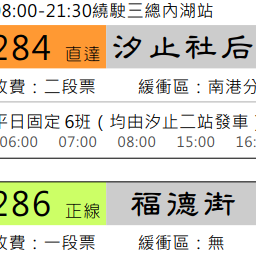 08:00-21:30繞駛三總內湖站
284 直達 汐止社后
收費：二段票 緩衝區：南港分
平日固定 6班（均由汐止二站發車）
06:00 07:00 08:00 15:00 16:
286 正線 福德街
收費：一段票 緩衝區：無